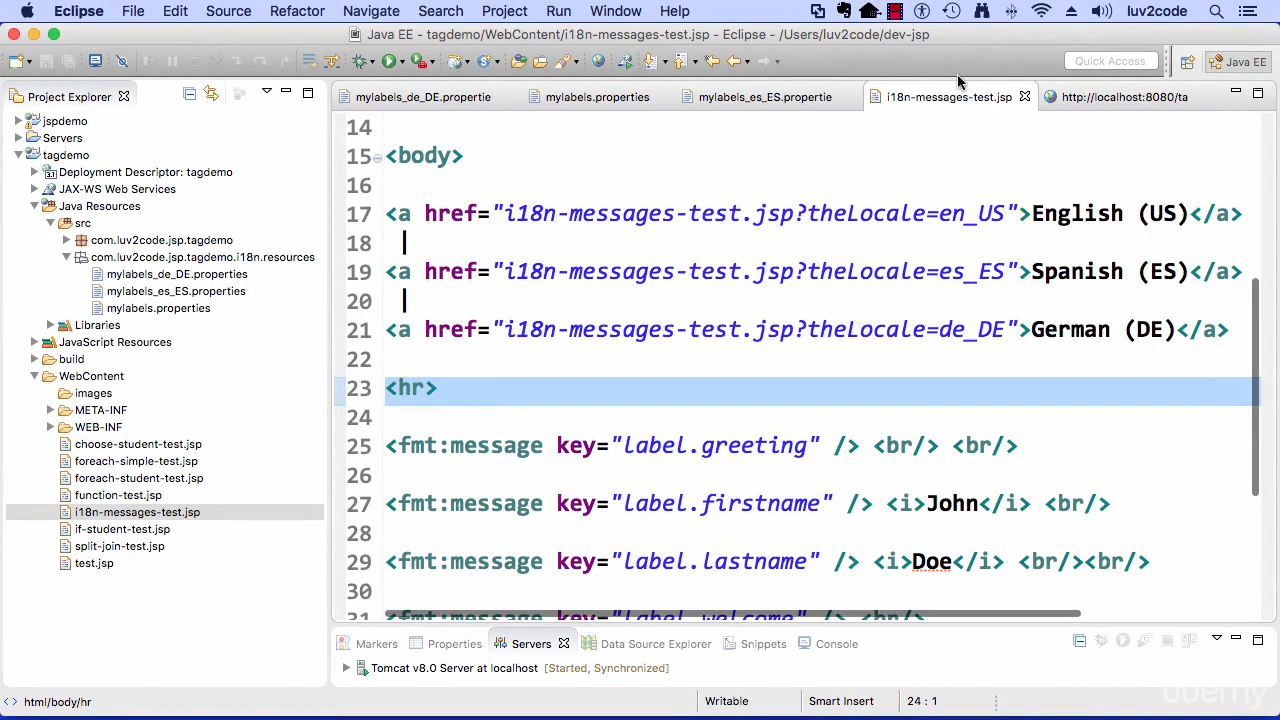 Eclipse File Edit Source Refactor Navigate Search Project Run Window Help luv2code
Java EE - tagdemo/WebContent/i18n-messages-test.jsp - Eclipse - /Users/luv2code/dev-jsp
Quick Access Java EE
Project Explorer
mylabels_de_DE.propertie mylabels.properties mylabels_es_ES.propertie i18n-messages-test.jsp http://localhost:8080/ta
jspdemo
Servers
tagdemo
Deployment Descriptor: tagdemo
JAX-WS Web Services
Java Resources
src
com.luv2code.jsp.tagdemo
com.luv2code.jsp.tagdemo.i18n.resources
mylabels_de_DE.properties
mylabels_es_ES.properties
mylabels.properties
Libraries
JavaScript Resources
build
WebContent
images
META-INF
WEB-INF
choose-student-test.jsp
foreach-simple-test.jsp
foreach-student-test.jsp
function-test.jsp
i18n-messages-test.jsp
if-student-test.jsp
split-join-test.jsp
test.jsp
14
15 <body>
16
17 <a href="i18n-messages-test.jsp?theLocale=en_US">English (US)</a>
18 |
19 <a href="i18n-messages-test.jsp?theLocale=es_ES">Spanish (ES)</a>
20 |
21 <a href="i18n-messages-test.jsp?theLocale=de_DE">German (DE)</a>
22
23 <hr>
24
25 <fmt:message key="label.greeting" /> <br/> <br/>
26
27 <fmt:message key="label.firstname" /> <i>John</i> <br/>
28
29 <fmt:message key="label.lastname" /> <i>Doe</i> <br/><br/>
30
31 <fmt:message key="label.welcome" /> <br/>
Markers Properties Servers Data Source Explorer Snippets Console
Tomcat v8.0 Server at localhost [Started, Synchronized]
html/body/hr Writable Smart Insert 24 : 1
udemy